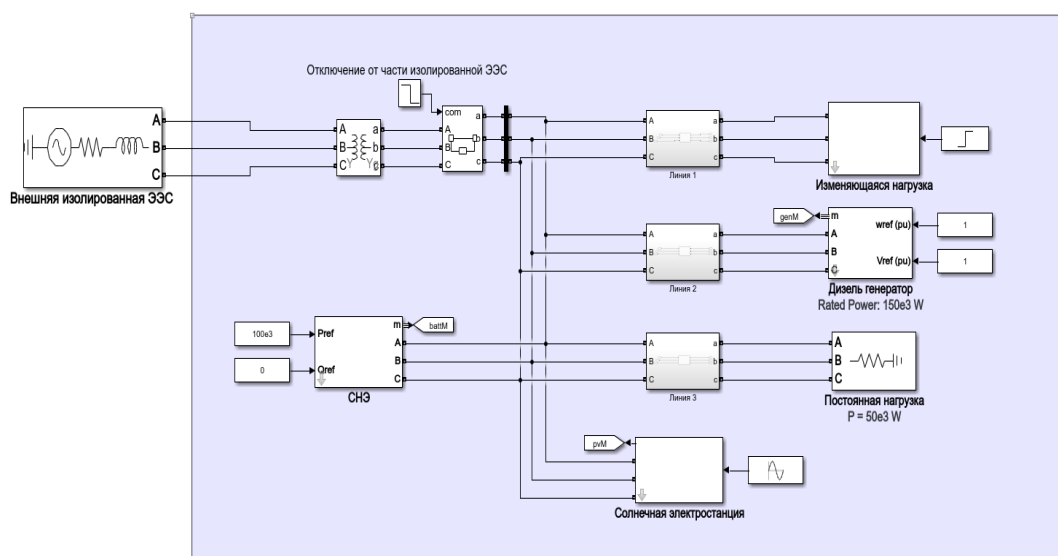 Отключение от части изолированной ЭЭС
A
B
C
Внешняя изолированная ЭЭС
A a
B b
C c
com
A a
B b
C c
A a
B b
C c
Линия 1
Изменяющаяся нагрузка
genM
m
A
B
C
wref (pu)
Vref (pu)
1
1
Дизель генератор
Rated Power: 150e3 W
A a
B b
C c
Линия 2
100e3
0
Pref
Qref
m
A
B
C
battM
СНЭ
A a
B b
C c
Линия 3
A
B
C
Постоянная нагрузка
P = 50e3 W
pvM
Солнечная электростанция